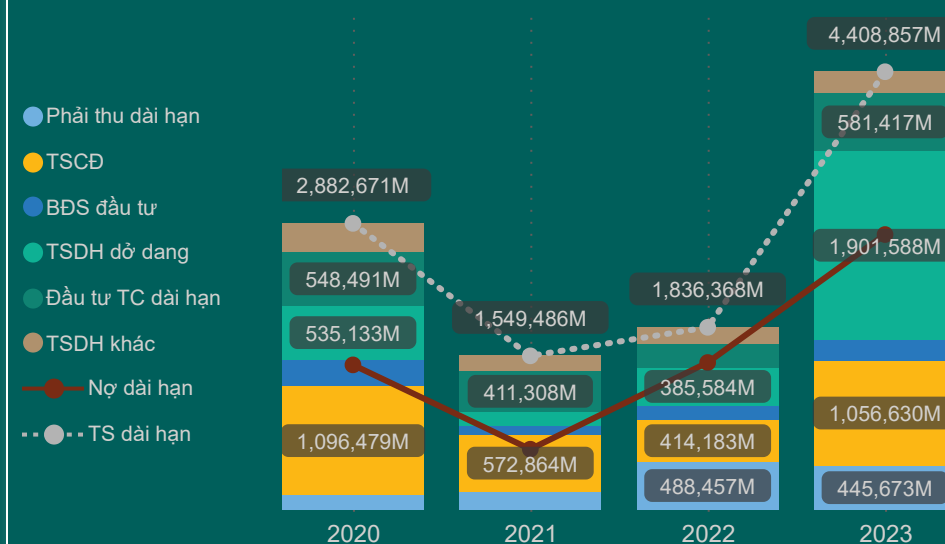 Phải thu dài hạn
TSCĐ
BĐS đầu tư
TSDH dở dang
Đầu tư TC dài hạn
TSDH khác
Nợ dài hạn
TS dài hạn
2,882,671M
548,491M
535,133M
1,096,479M
1,549,486M
411,308M
572,864M
1,836,368M
385,584M
414,183M
488,457M
4,408,857M
581,417M
1,901,588M
1,056,630M
445,673M
2020
2021
2022
2023